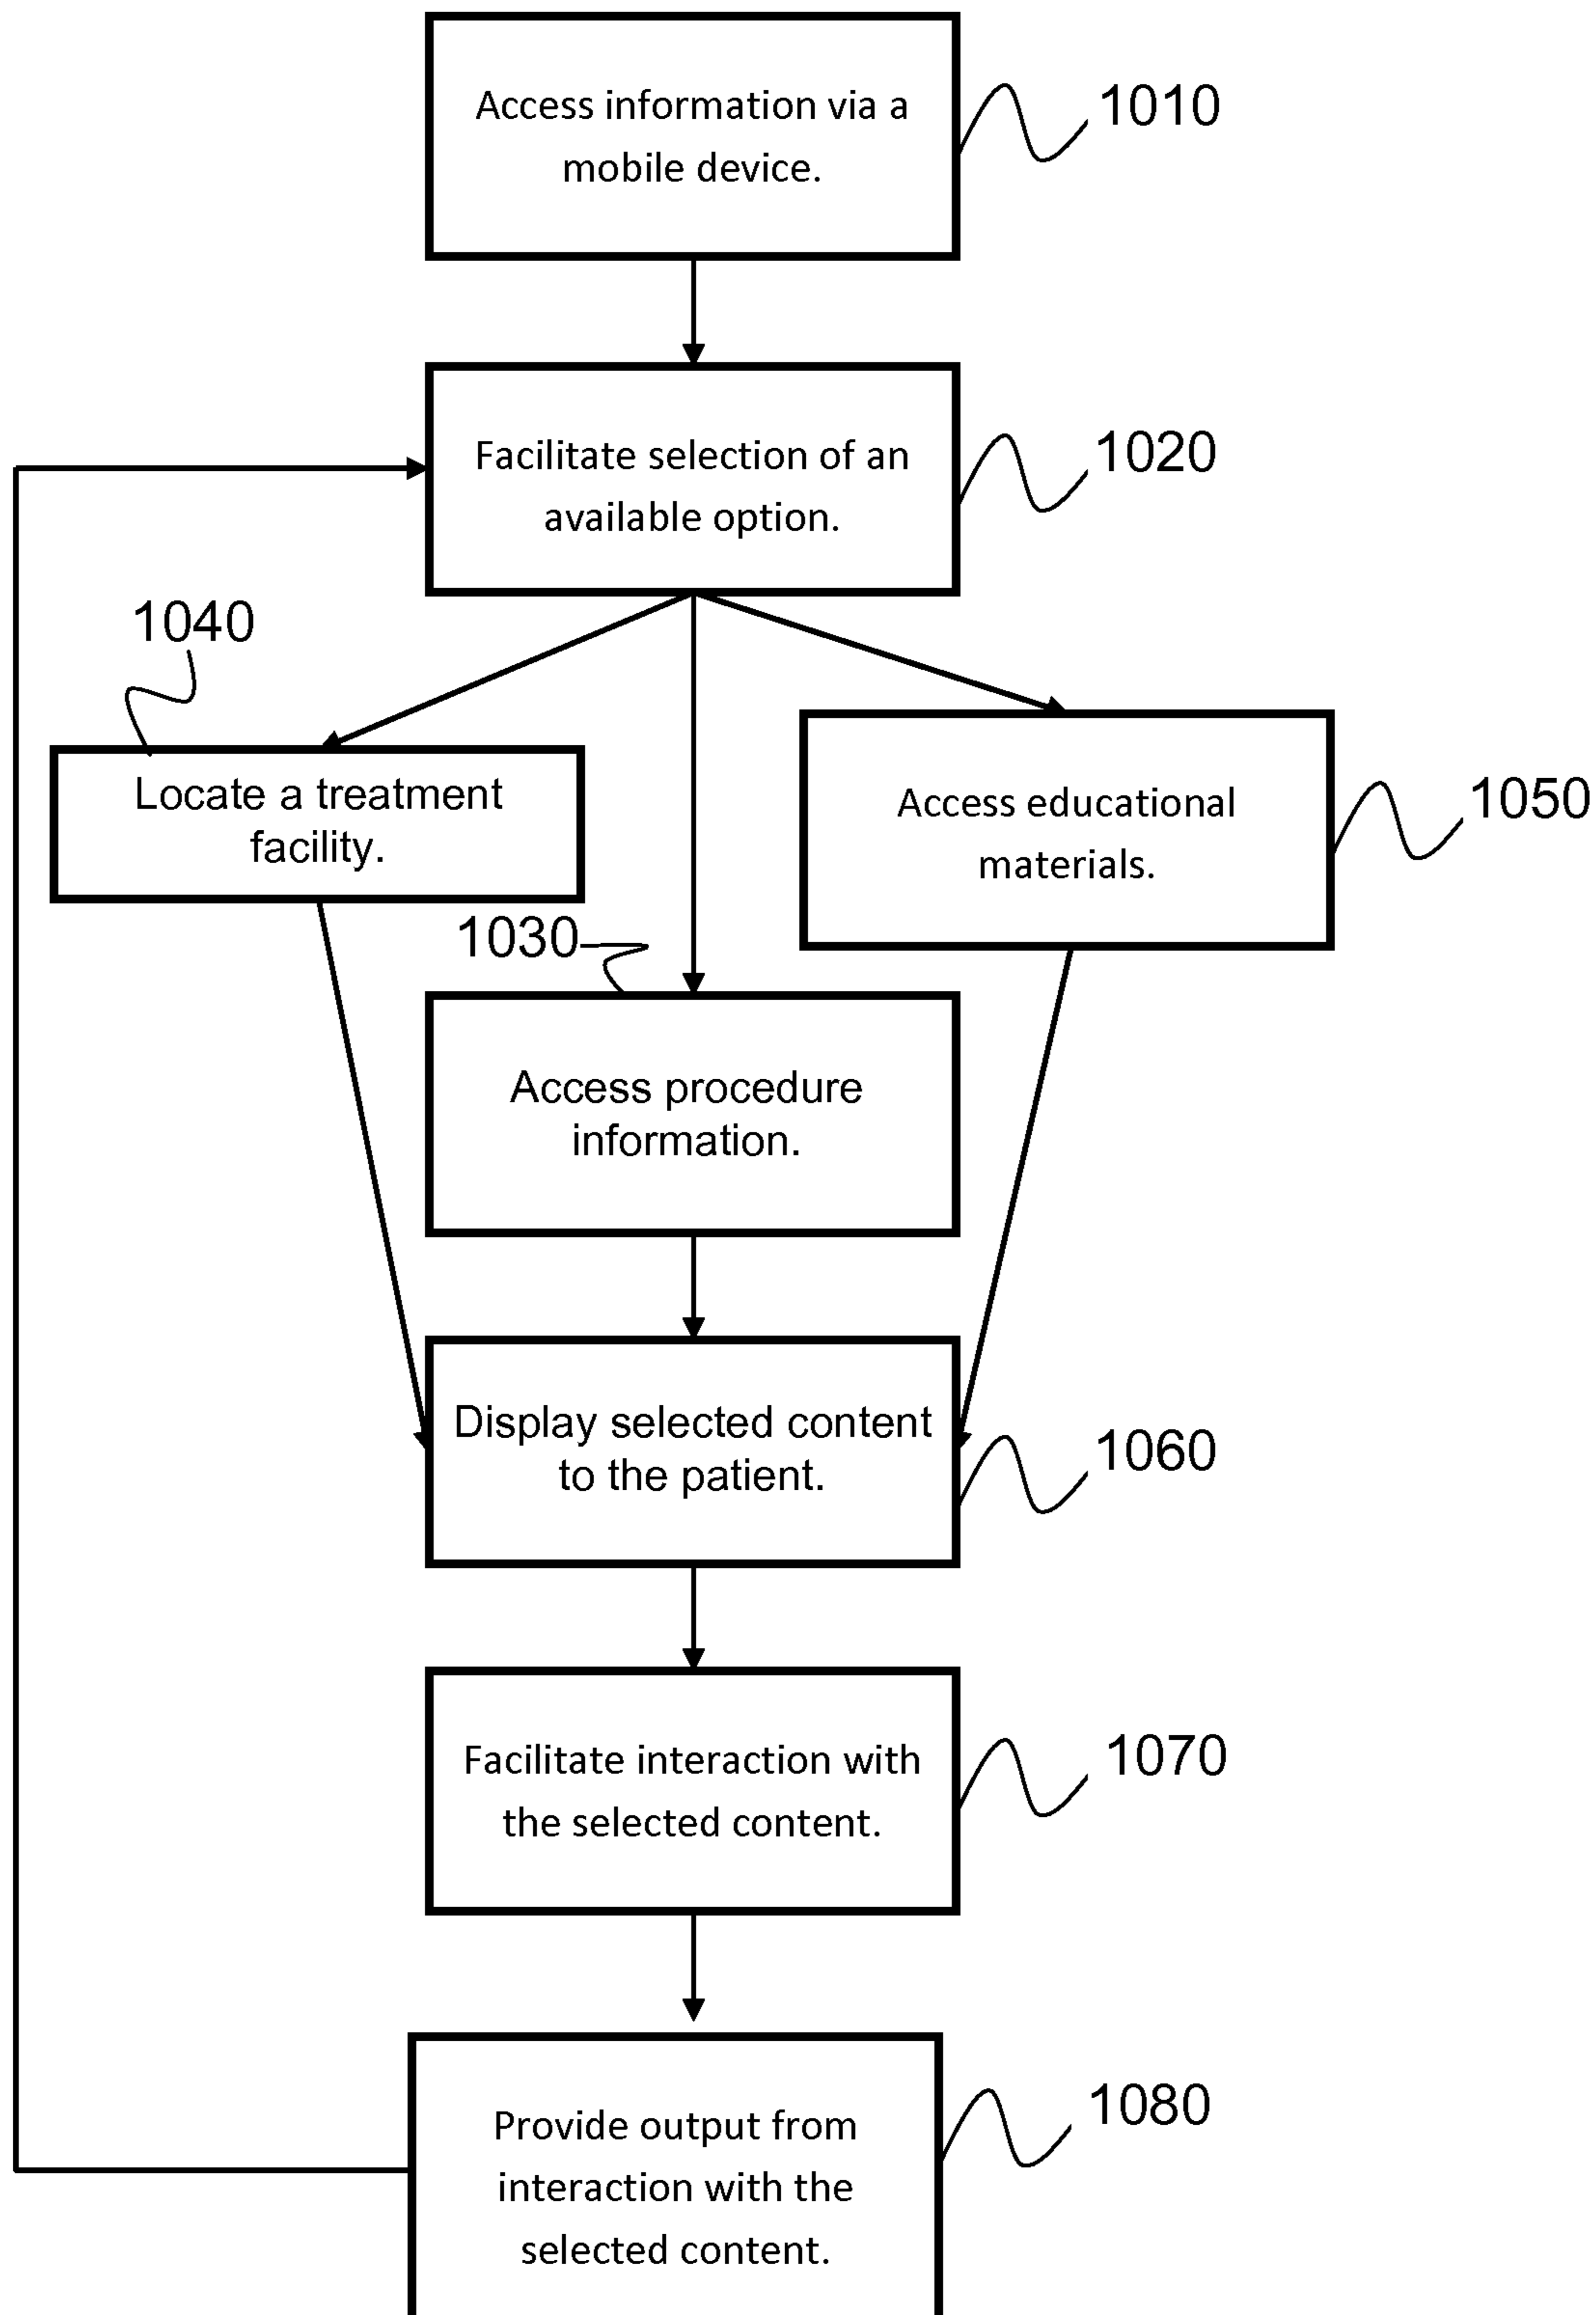 Access information via a
mobile device.
1010
Facilitate selection of an
available option.
1020
1040
Locate a treatment
facility.
Access educational
materials.
1050
1030
Access procedure
information.
Display selected content
to the patient.
1060
Facilitate interaction with
the selected content.
1070
Provide output from
interaction with the
selected content.
1080